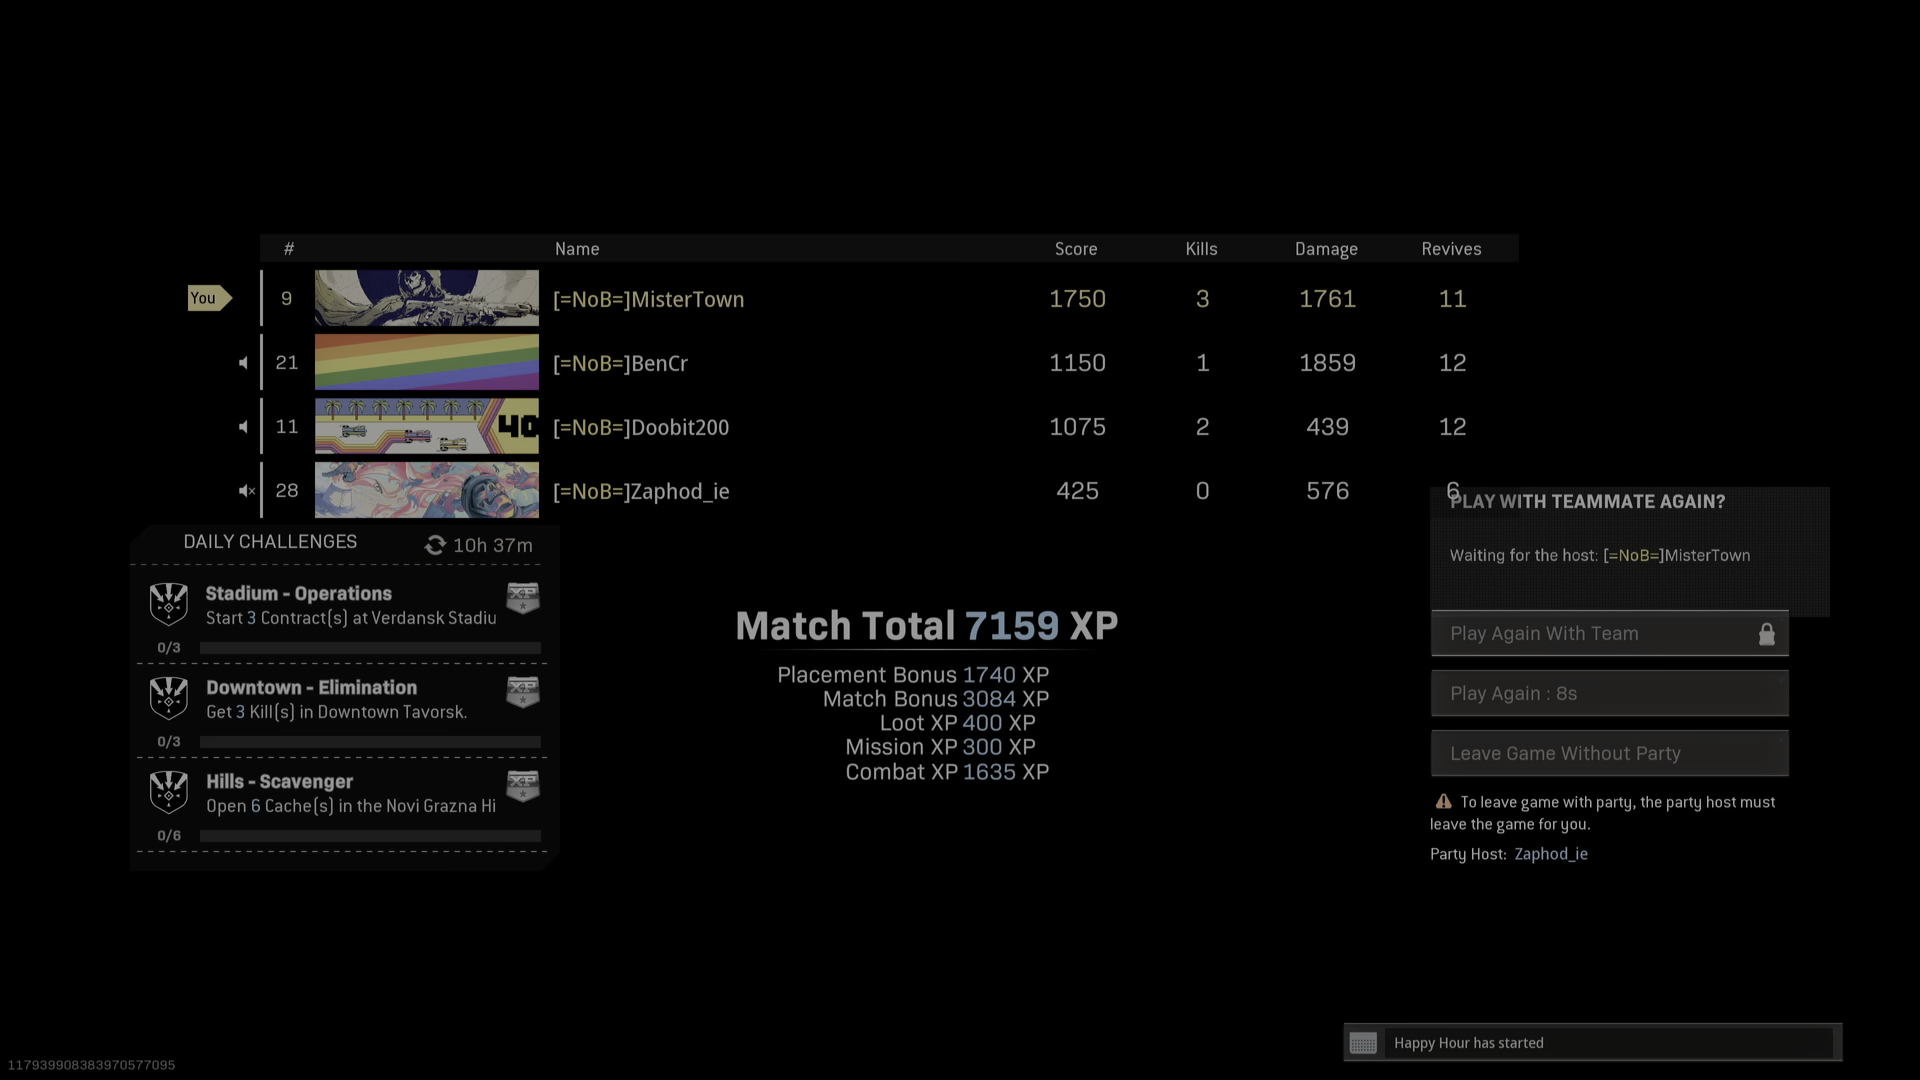 # Name Score Kills Damage Revives
You 9 [=NoB=]MisterTown 1750 3 1761 11
21 [=NoB=]BenCr 1150 1 1859 12
11 40 [=NoB=]Doobit200 1075 2 439 12
28 [=NoB=]Zaphod_ie 425 0 576 6
DAILY CHALLENGES 10h 37m
Stadium - Operations XP
Start 3 Contract(s) at Verdansk Stadiu
0/3
Downtown - Elimination XP
Get 3 Kill(s) in Downtown Tavorsk.
0/3
Hills - Scavenger XP
Open 6 Cache(s) in the Novi Grazna Hi
0/6
Match Total 7159 XP
Placement Bonus 1740 XP
Match Bonus 3084 XP
Loot XP 400 XP
Mission XP 300 XP
Combat XP 1635 XP
PLAY WITH TEAMMATE AGAIN?
Waiting for the host: [=NoB=]MisterTown
Play Again With Team
Play Again : 8s
Leave Game Without Party
To leave game with party, the party host must
leave the game for you.
Party Host: Zaphod_ie
Happy Hour has started
117939908383970577095